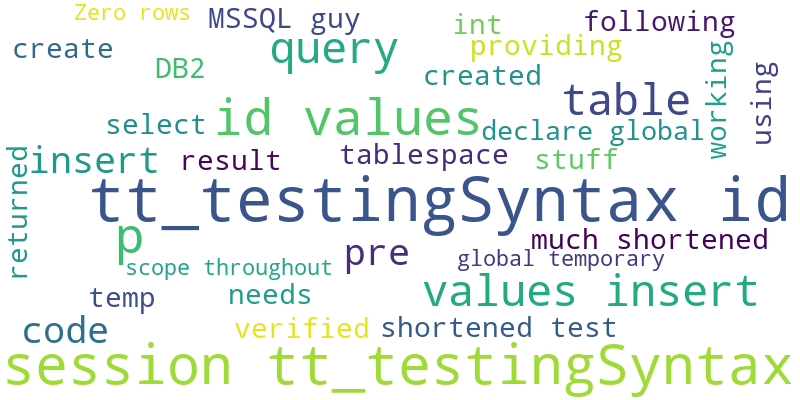 Zero rows
MSSQL guy
int
following
create
query
providing
DB2
created
working
using
table
id values
select
declare global
insert
result
tablespace
stuff
returned
tt_testingSyntax id
p
pre
much shortened
scope throughout
global temporary
temp
needs
values insert
code
verified
shortened test
session tt_testingSyntax